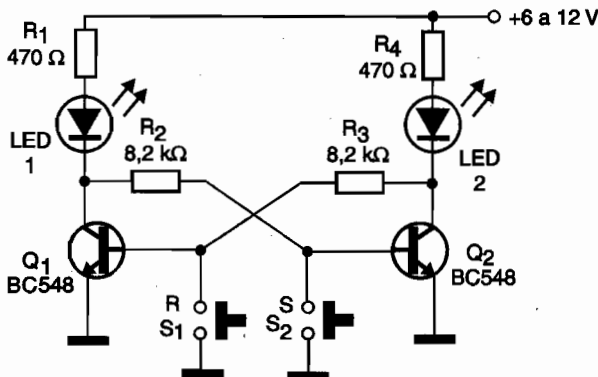 +6 a 12 V
R1
470 Ω
R4
470 Ω
LED
1
R2
8,2 kΩ
R3
8,2 kΩ
LED
2
Q1
BC548
R
S1
S
S2
Q2
BC548